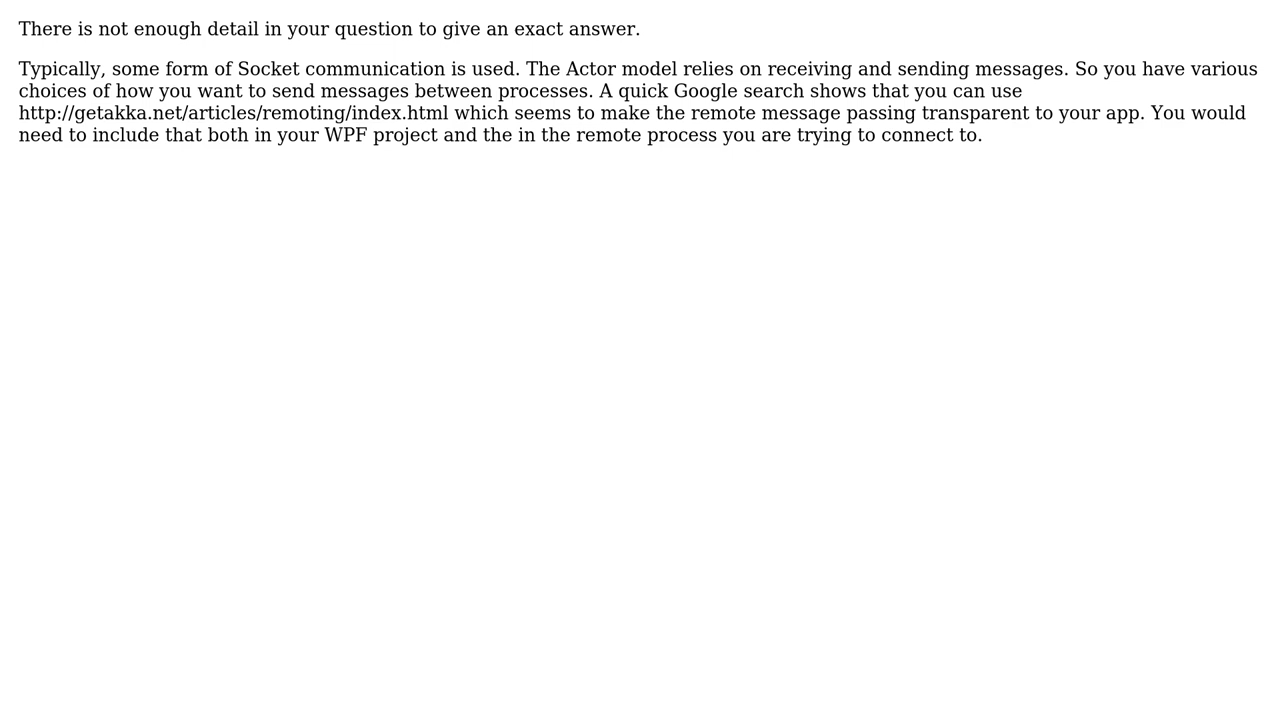 There is not enough detail in your question to give an exact answer.
Typically, some form of Socket communication is used. The Actor model relies on receiving and sending messages. So you have various
choices of how you want to send messages between processes. A quick Google search shows that you can use
http://getakka.net/articles/remoting/index.html which seems to make the remote message passing transparent to your app. You would
need to include that both in your WPF project and the in the remote process you are trying to connect to.